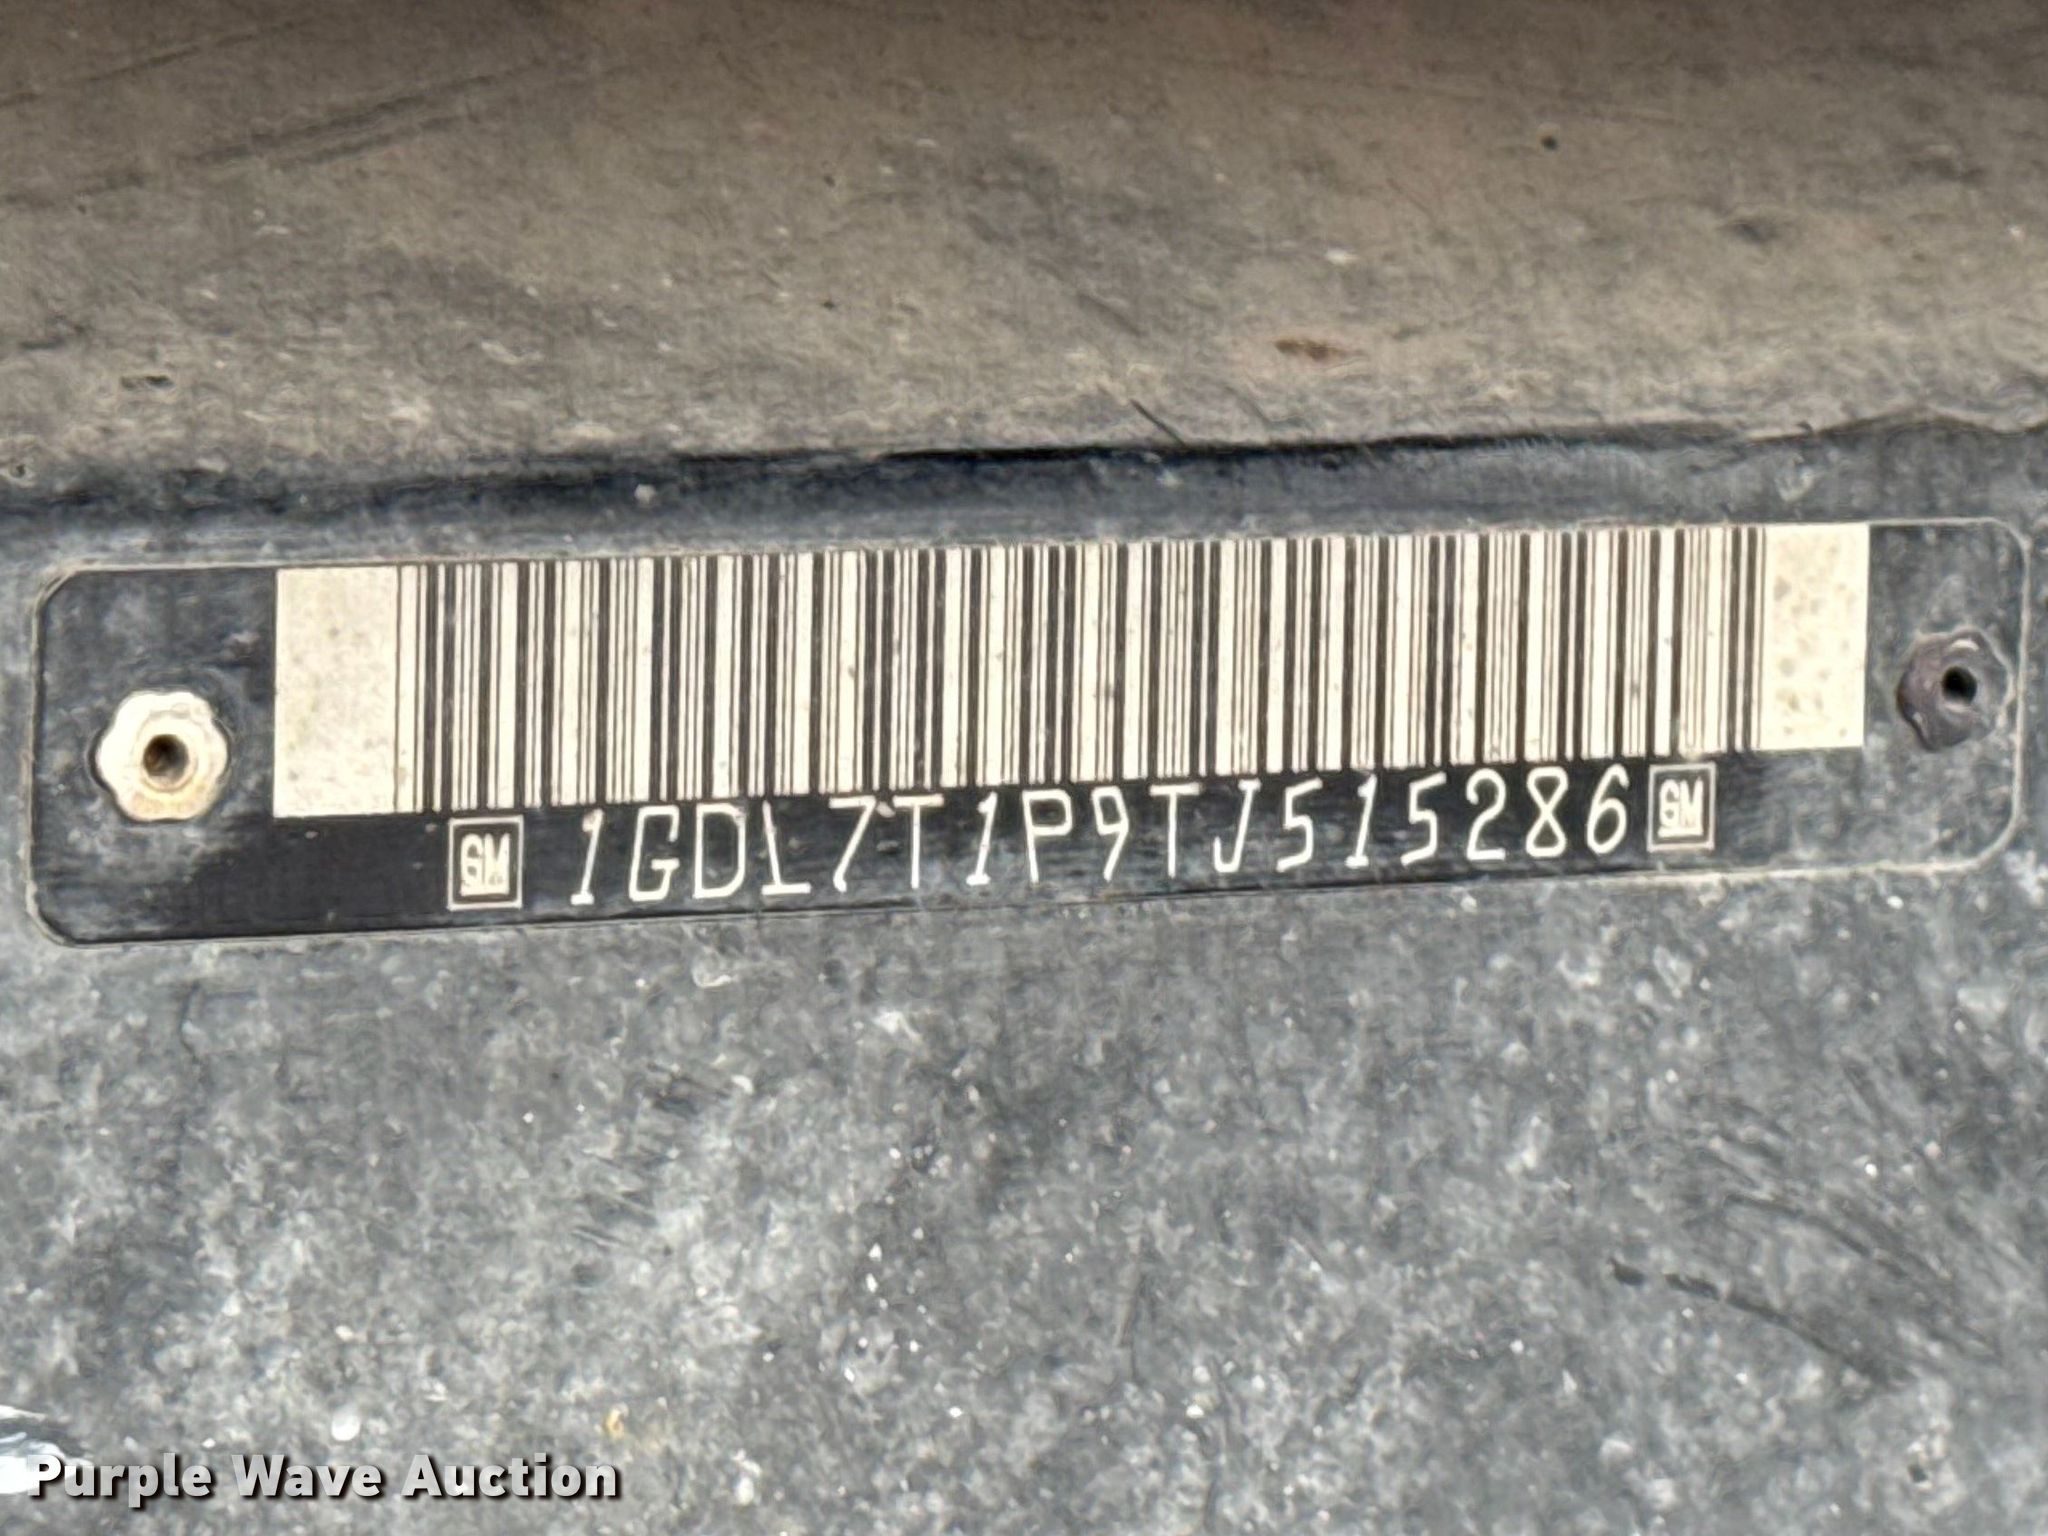 GM 1GDL7T1P9TJ515286 GM
Purple Wave Auction